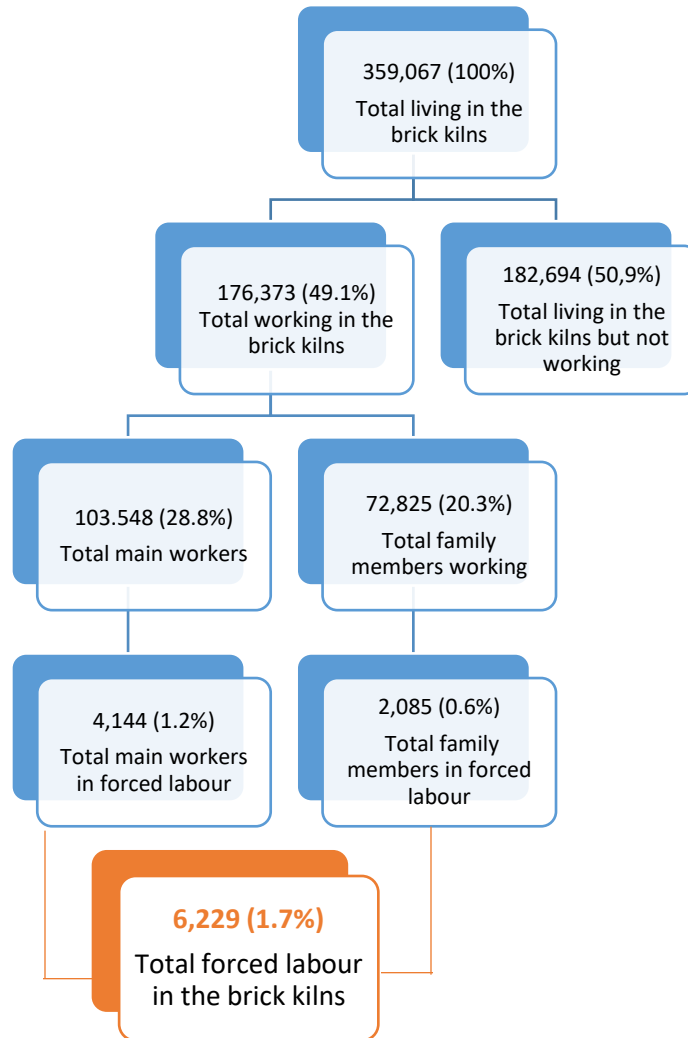 359,067 (100%)
Total living in the
brick kilns
176,373 (49.1%)
Total working in the
brick kilns
182,694 (50,9%)
Total living in the
brick kilns but not
working
103.548 (28.8%)
Total main workers
72,825 (20.3%)
Total family
members working
4,144 (1.2%)
Total main workers
in forced labour
2,085 (0.6%)
Total family
members in forced
labour
6,229 (1.7%)
Total forced labour
in the brick kilns